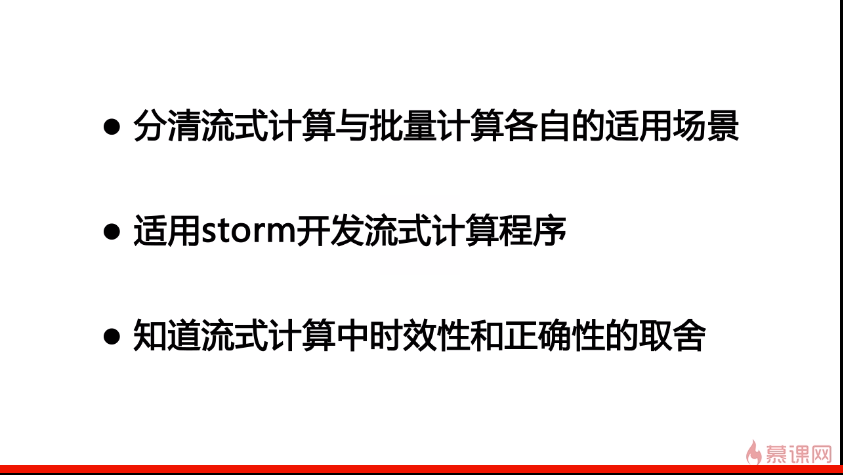 ● 分清流式计算与批量计算各自的适用场景
● 适用storm开发流式计算程序
● 知道流式计算中时效性和正确性的取舍
慕课网